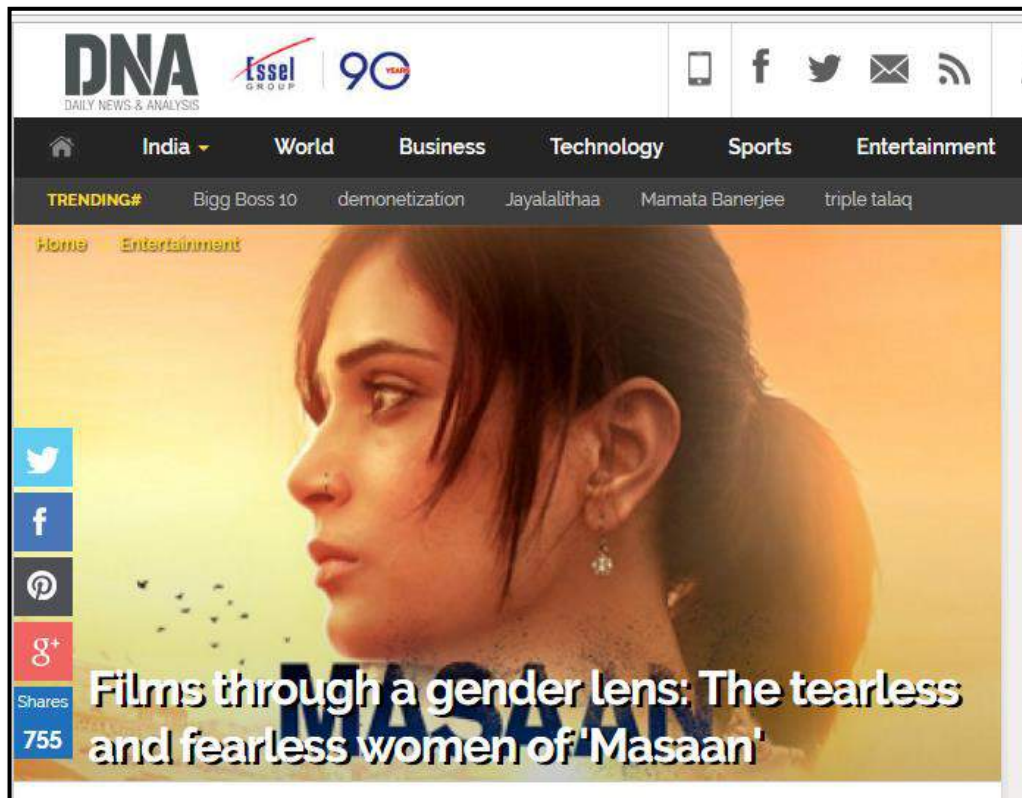 DNA
DAILY NEWS & ANALYSIS
Essel
GROUP
90 YEARS
India World Business Technology Sports Entertainment
TRENDING# Bigg Boss 10 demonetization Jayalalithaa Mamata Banerjee triple talaq
Home Entertainment
MASAAN
Films through a gender lens: The tearless
and fearless women of 'Masaan'
Shares
755